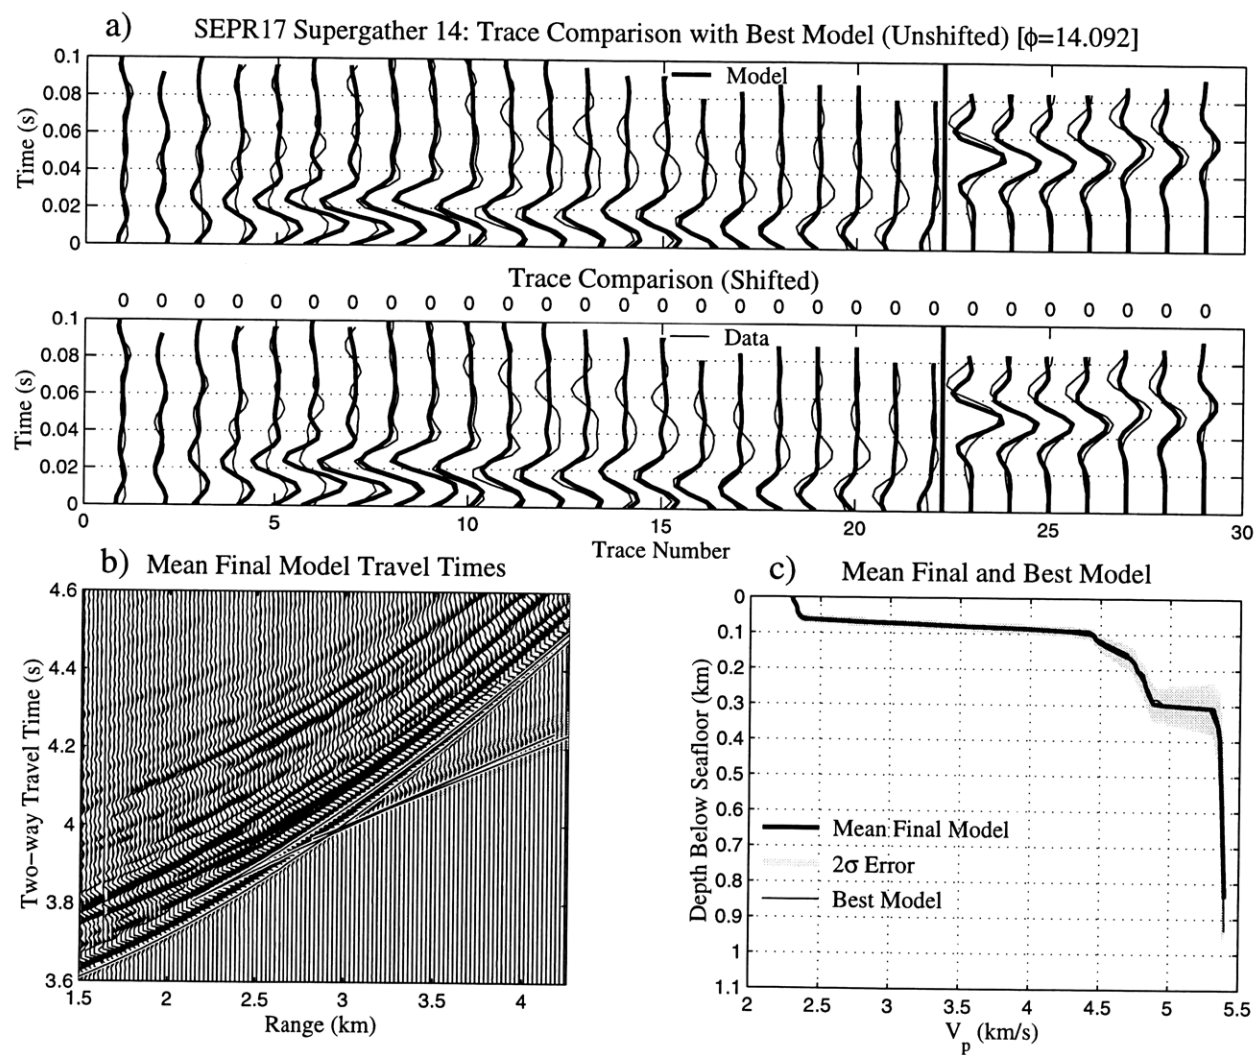 a) SEPR17 Supergather 14: Trace Comparison with Best Model (Unshifted) [ϕ=14.092]
Time (s)
0.1
0.08
0.06
0.04
0.02
0
Model
0 5 10 15 20 25 30
Trace Comparison (Shifted)
0 0 0 0 0 0 0 0 0 0 0 0 0 0 0 0 0 0 0 0 0 0 0 0 0 0 0 0 0
Time (s)
0.1
0.08
0.06
0.04
0.02
0
Data
0 5 10 15 20 25 30
Trace Number
b) Mean Final Model Travel Times
Two-way Travel Time (s)
4.6
4.4
4.2
4
3.8
3.6
1.5 2 2.5 3 3.5 4
Range (km)
c) Mean Final and Best Model
Depth Below Seafloor (km)
0
0.1
0.2
0.3
0.4
0.5
0.6
0.7
0.8
0.9
1
1.1
Mean Final Model
2σ Error
Best Model
2 2.5 3 3.5 4 4.5 5 5.5
Vp (km/s)